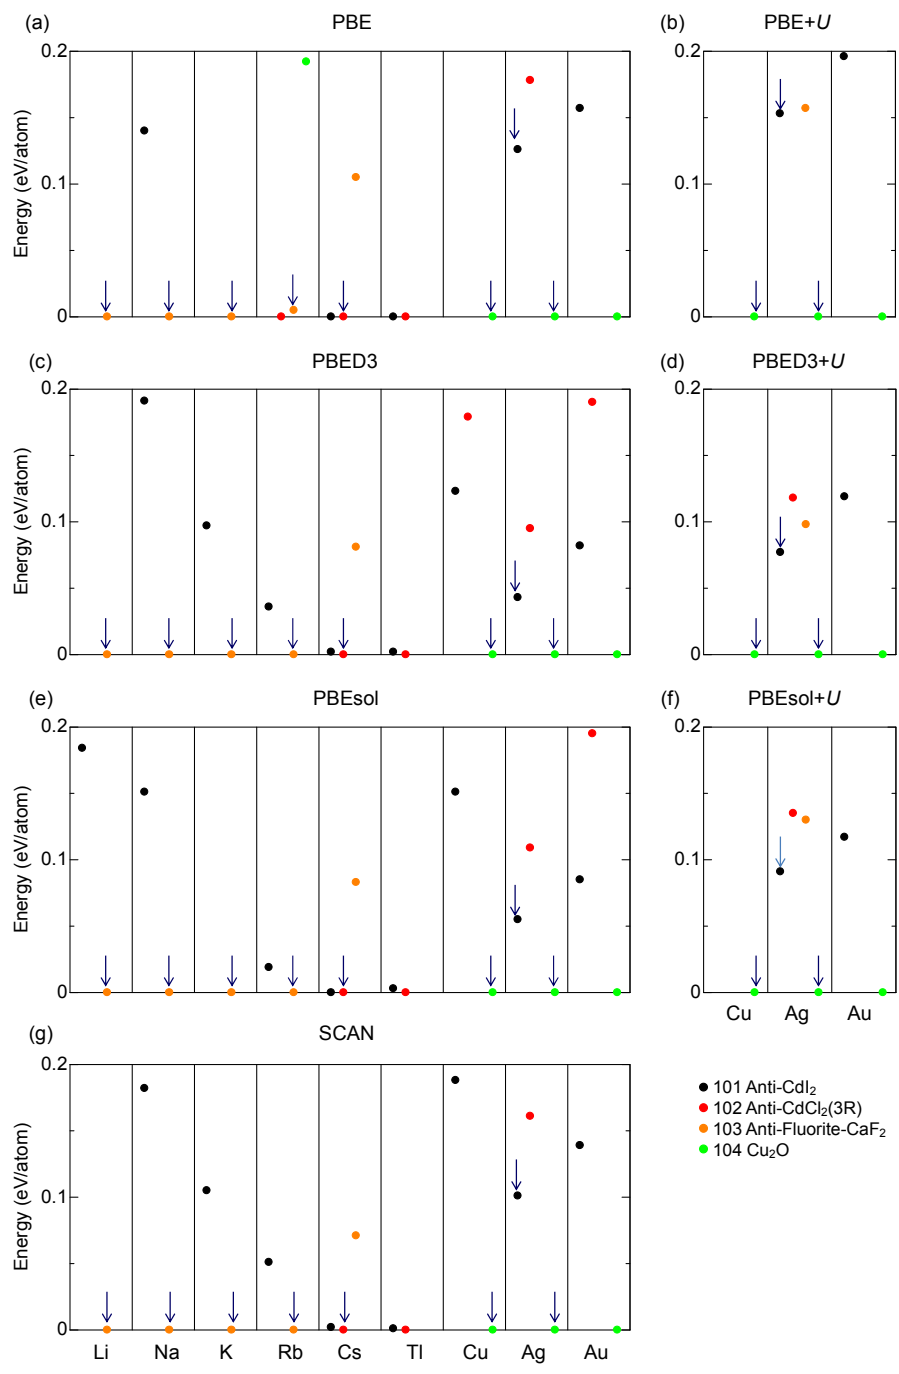 (a) PBE (b) PBE+U
0.2 0.2
Energy (eV/atom)
0.1 0.1
0 0
(c) PBED3 (d) PBED3+U
0.2 0.2
Energy (eV/atom)
0.1 0.1
0 0
(e) PBEsol (f) PBEsol+U
0.2 0.2
Energy (eV/atom)
0.1 0.1
0 0
Cu Ag Au
(g) SCAN
0.2
Energy (eV/atom)
0.1
0
Li Na K Rb Cs Tl Cu Ag Au
101 Anti-CdI₂
102 Anti-CdCl₂(3R)
103 Anti-Fluorite-CaF₂
104 Cu₂O